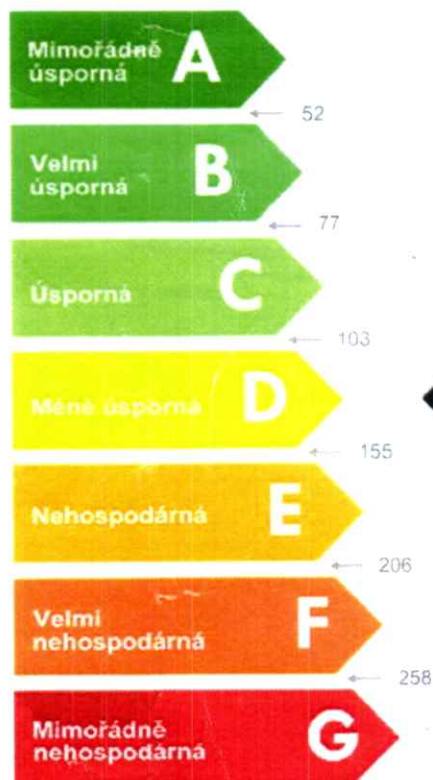 Mimořádně
úsporná
A
52
Velmi
úsporná
B
77
Úsporná
C
103
Méně úsporná
D
155
Nehospodárná
E
206
Velmi
nehospodárná
F
258
Mimořádně
nehospodárná
G